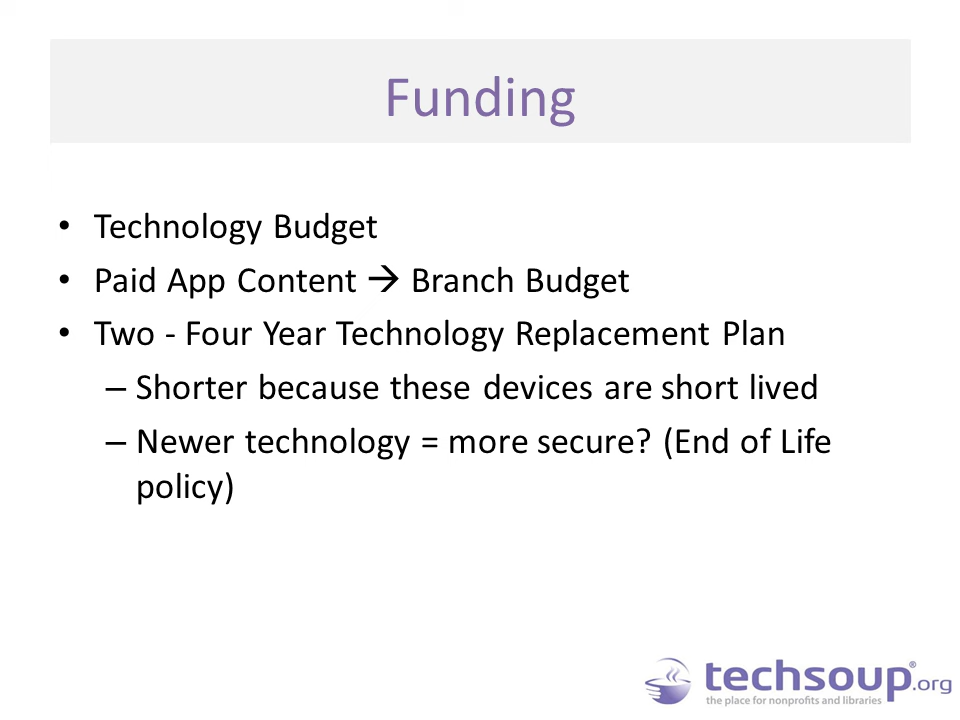 Funding
• Technology Budget
• Paid App Content → Branch Budget
• Two - Four Year Technology Replacement Plan
– Shorter because these devices are short lived
– Newer technology = more secure? (End of Life
policy)
techsoup®.org
the place for nonprofits and libraries